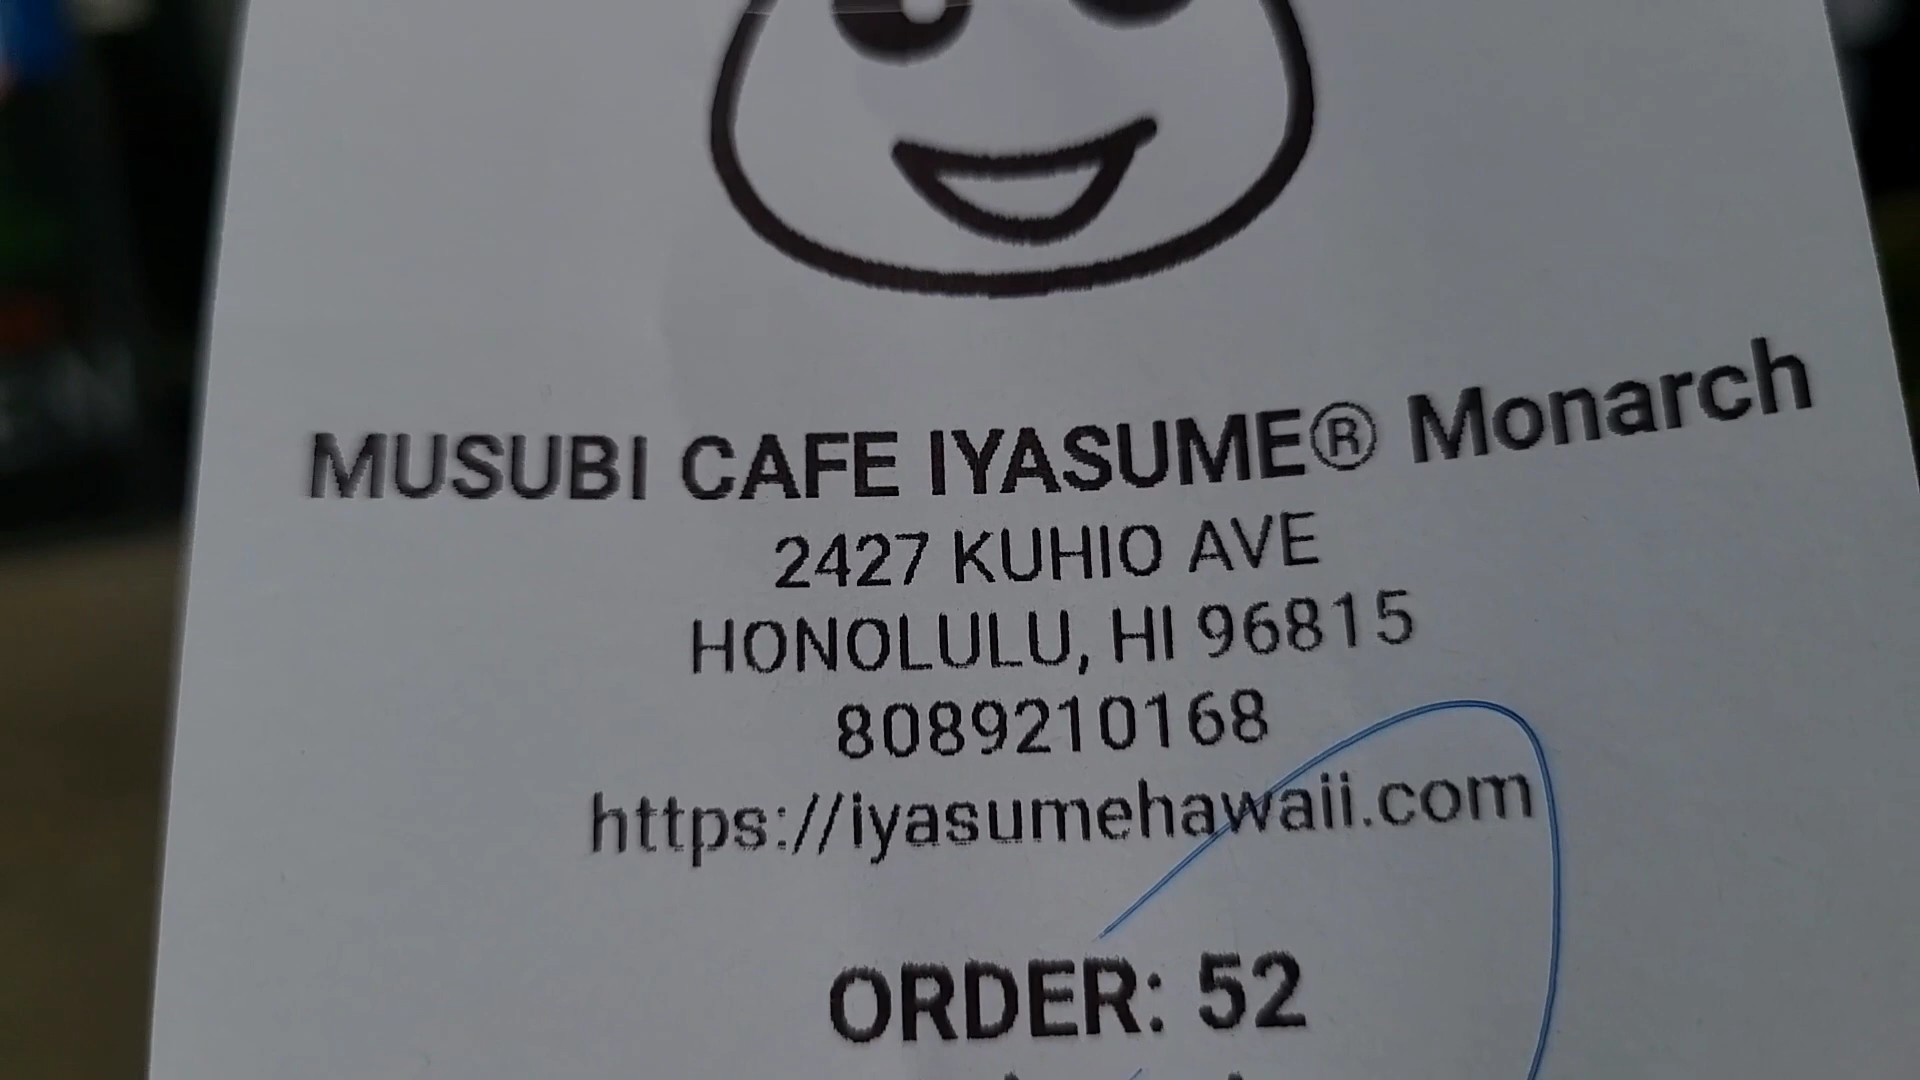 MUSUBI CAFE IYASUME® Monarch
2427 KUHIO AVE
HONOLULU, HI 96815
8089210168
https://iyasumehawaii.com
ORDER: 52